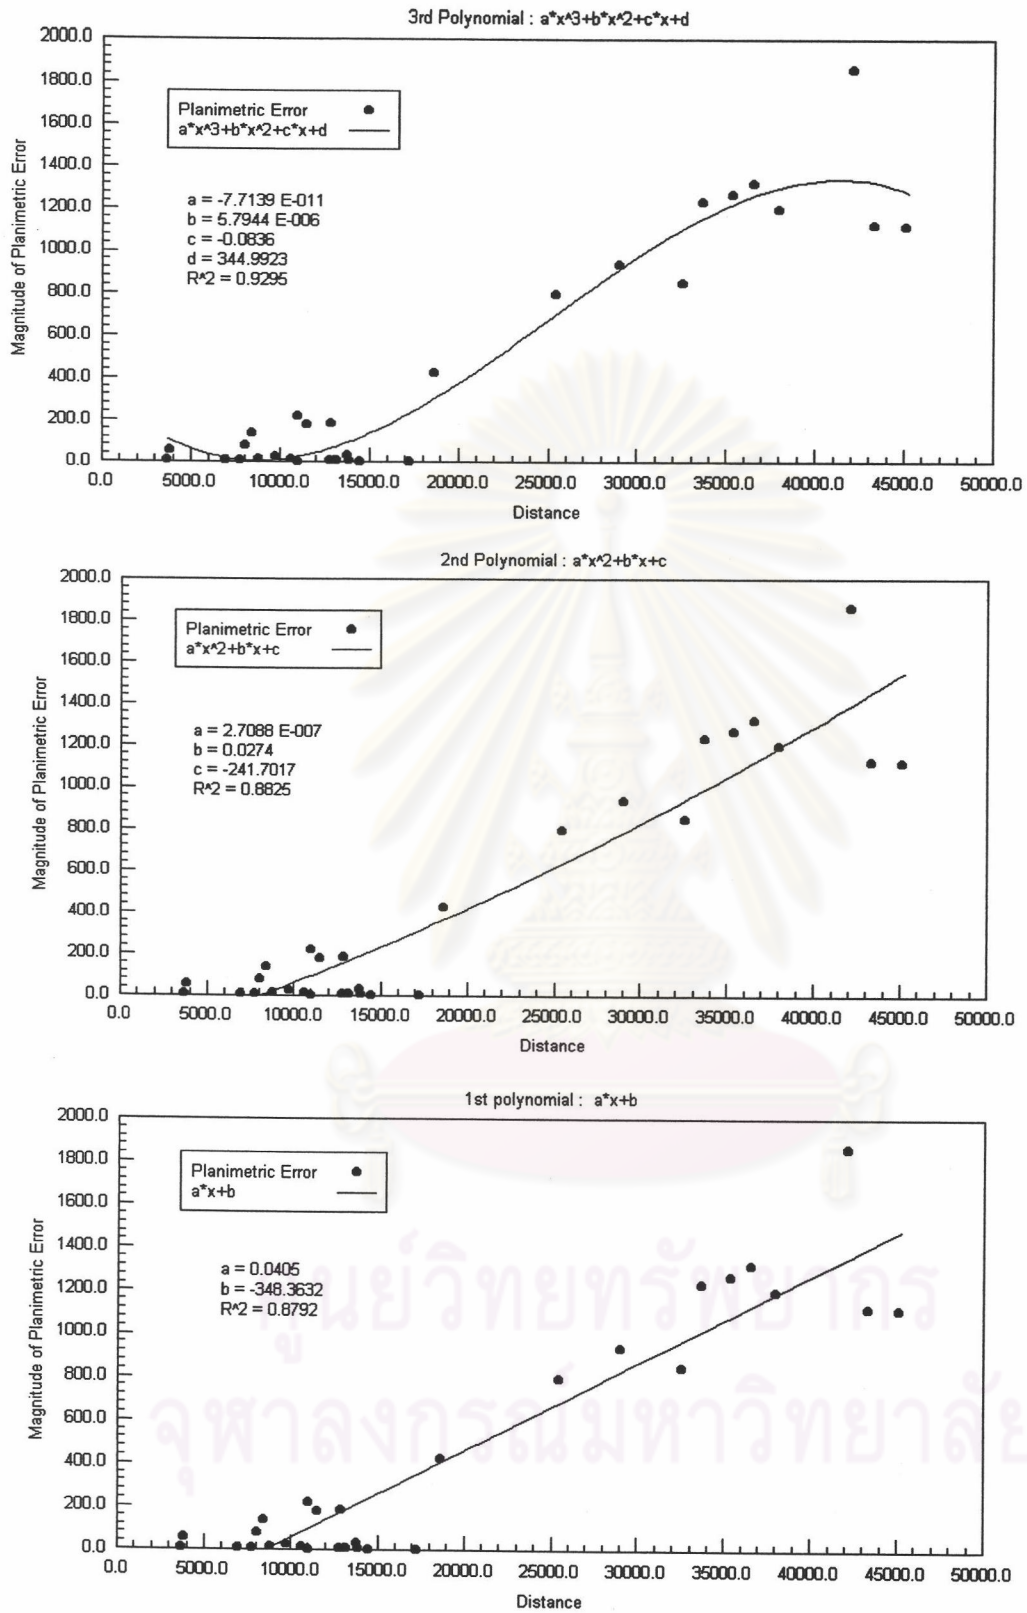 3rd Polynomial : a*x^3+b*x^2+c*x+d
2000.0
1800.0
1600.0
1400.0
1200.0
1000.0
800.0
600.0
400.0
200.0
0.0
Magnitude of Planimetric Error
Planimetric Error
a*x^3+b*x^2+c*x+d
a = -7.7139 E-011
b = 5.7944 E-006
c = -0.0836
d = 344.9923
R^2 = 0.9295
0.0 5000.0 10000.0 15000.0 20000.0 25000.0 30000.0 35000.0 40000.0 45000.0 50000.0
Distance
2nd Polynomial : a*x^2+b*x+c
2000.0
1800.0
1600.0
1400.0
1200.0
1000.0
800.0
600.0
400.0
200.0
0.0
Magnitude of Planimetric Error
Planimetric Error
a*x^2+b*x+c
a = 2.7088 E-007
b = 0.0274
c = -241.7017
R^2 = 0.8825
0.0 5000.0 10000.0 15000.0 20000.0 25000.0 30000.0 35000.0 40000.0 45000.0 50000.0
Distance
1st polynomial : a*x+b
2000.0
1800.0
1600.0
1400.0
1200.0
1000.0
800.0
600.0
400.0
200.0
0.0
Magnitude of Planimetric Error
Planimetric Error
a*x+b
a = 0.0405
b = -348.3632
R^2 = 0.8792
0.0 5000.0 10000.0 15000.0 20000.0 25000.0 30000.0 35000.0 40000.0 45000.0 50000.0
Distance
ศูนย์วิทยทรัพยากร
จุฬาลงกรณ์มหาวิทยาลัย